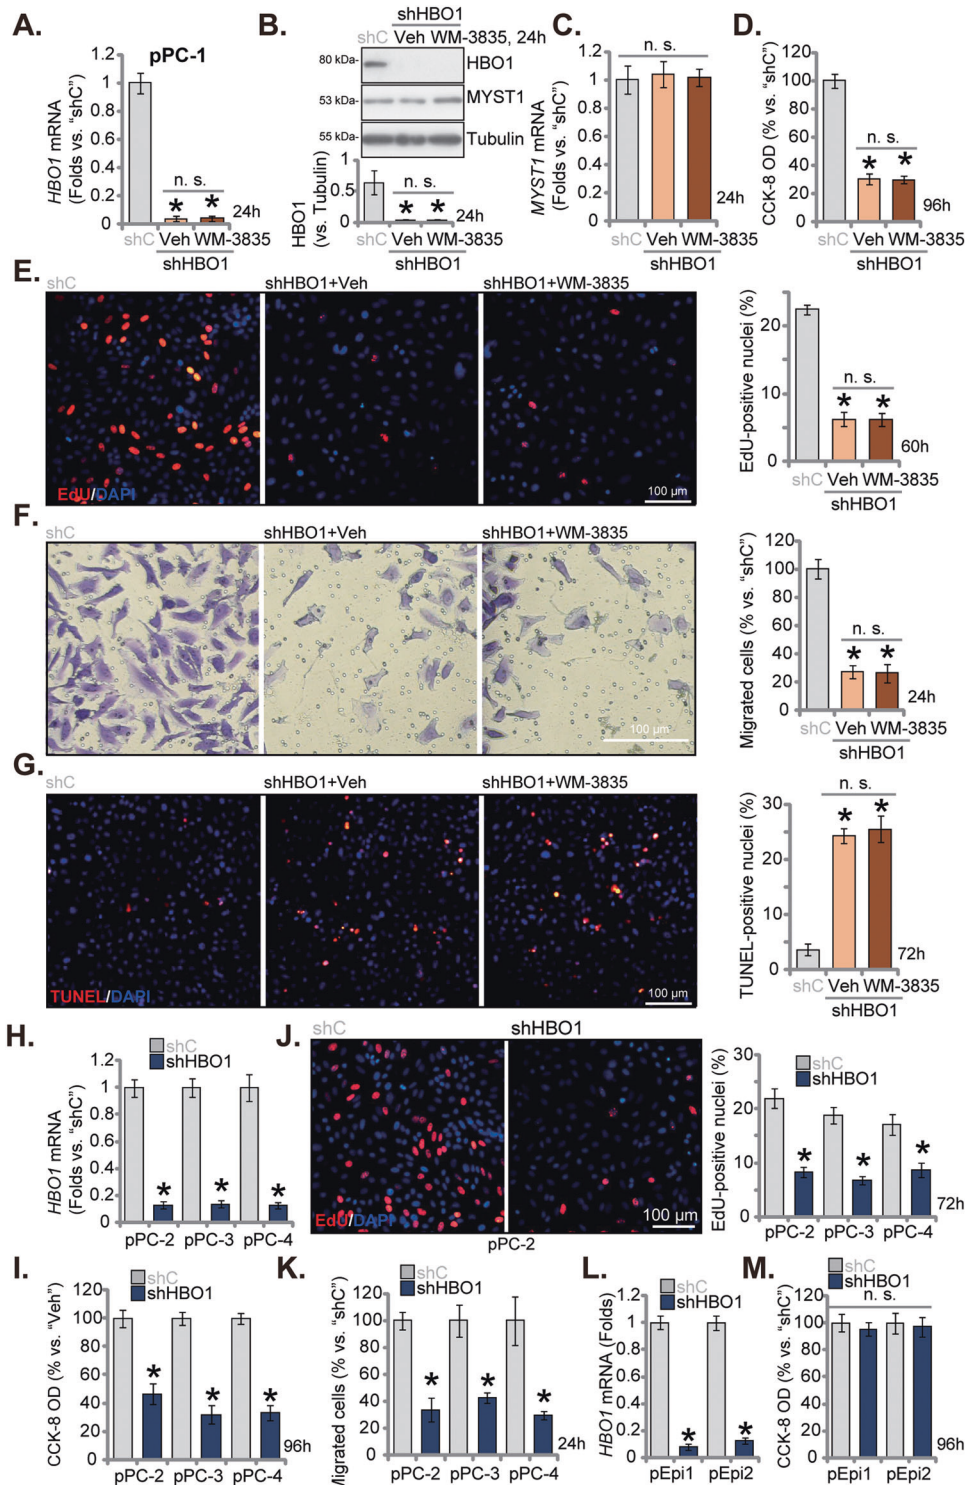 A.
pPC-1
HBO1 mRNA
(Folds vs. “shC”)
1.2
1
0.8
0.6
0.4
0.2
0
n. s.
* *
24h
shC Veh WM-3835
shHBO1
B.
shHBO1
shC Veh WM-3835, 24h
80 kDa- HBO1
53 kDa- MYST1
55 kDa- Tubulin
HBO1
(vs. Tubulin)
1
0.5
0
n. s.
* *
24h
shC Veh WM-3835
shHBO1
C.
MYST1 mRNA
(Folds vs. “shC”)
1.2
1
0.8
0.6
0.4
0.2
0
n. s.
24h
shC Veh WM-3835
shHBO1
D.
CCK-8 OD (% vs. “shC”)
120
100
80
60
40
20
0
n. s.
* *
96h
shC Veh WM-3835
shHBO1
E.
shC shHBO1+Veh shHBO1+WM-3835
EdU/DAPI
100 µm
EdU-positive nuclei (%)
20
10
0
n. s.
* *
60h
shC Veh WM-3835
shHBO1
F.
shC shHBO1+Veh shHBO1+WM-3835
100 µm
Migrated cells (% vs. “shC”)
120
100
80
60
40
20
0
n. s.
* *
24h
shC Veh WM-3835
shHBO1
G.
shC shHBO1+Veh shHBO1+WM-3835
TUNEL/DAPI
100 µm
TUNEL-positive nuclei (%)
30
20
10
0
n. s.
* *
72h
shC Veh WM-3835
shHBO1
H.
shC
shHBO1
HBO1 mRNA
(Folds vs. “shC”)
1.2
1
0.8
0.6
0.4
0.2
0
* * *
pPC-2 pPC-3 pPC-4
J.
shC shHBO1
EdU/DAPI
100 µm
pPC-2
EdU-positive nuclei (%)
shC
shHBO1
30
20
10
0
* * *
72h
pPC-2 pPC-3 pPC-4
I.
shC
shHBO1
CCK-8 OD (% vs. “Veh”)
120
100
80
60
40
20
0
* * *
96h
pPC-2 pPC-3 pPC-4
K.
shC
shHBO1
Migrated cells (% vs. “shC”)
120
100
80
60
40
20
0
* * *
24h
pPC-2 pPC-3 pPC-4
L.
shC
shHBO1
HBO1 mRNA (Folds)
1.2
1
0.8
0.6
0.4
0.2
0
* *
pEpi1 pEpi2
M.
shC
shHBO1
n. s.
CCK-8 OD (% vs. “shC”)
120
100
80
60
40
20
0
96h
pEpi1 pEpi2